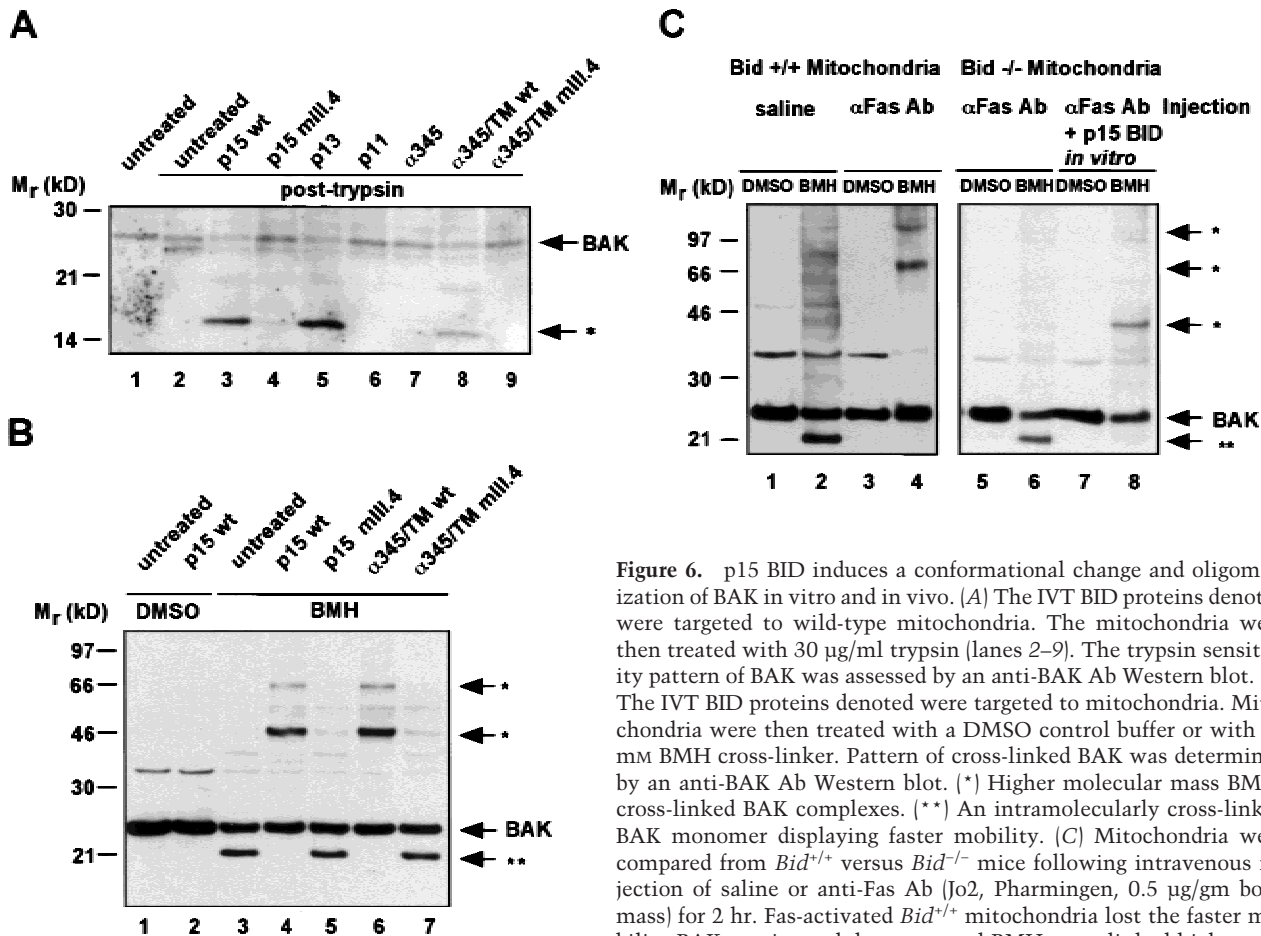 A
untreated
untreated
p15 wt
p15 mIII.4
p13
p11
α345
α345/TM wt
α345/TM mIII.4
post-trypsin
Mr (kD)
30
21
14
BAK
*
1 2 3 4 5 6 7 8 9
B
untreated
p15 wt
untreated
p15 wt
p15 mIII.4
α345/TM wt
α345/TM mIII.4
DMSO BMH
Mr (kD)
97
66
46
30
21
*
*
BAK
**
1 2 3 4 5 6 7
C
Bid +/+ Mitochondria Bid -/- Mitochondria
saline αFas Ab αFas Ab αFas Ab Injection
+ p15 BID
in vitro
Mr (kD) DMSO BMH DMSO BMH DMSO BMH DMSO BMH
97
66
46
30
21
*
*
*
BAK
**
1 2 3 4 5 6 7 8
Figure 6. p15 BID induces a conformational change and oligom
ization of BAK in vitro and in vivo. (A) The IVT BID proteins denot
were targeted to wild-type mitochondria. The mitochondria we
then treated with 30 µg/ml trypsin (lanes 2–9). The trypsin sensit
ity pattern of BAK was assessed by an anti-BAK Ab Western blot.
The IVT BID proteins denoted were targeted to mitochondria. Mit
chondria were then treated with a DMSO control buffer or with
mM BMH cross-linker. Pattern of cross-linked BAK was determin
by an anti-BAK Ab Western blot. (*) Higher molecular mass BM
cross-linked BAK complexes. (**) An intramolecularly cross-link
BAK monomer displaying faster mobility. (C) Mitochondria we
compared from Bid+/+ versus Bid−/− mice following intravenous i
jection of saline or anti-Fas Ab (Jo2, Pharmingen, 0.5 µg/gm bo
mass) for 2 hr. Fas-activated Bid+/+ mitochondria lost the faster m